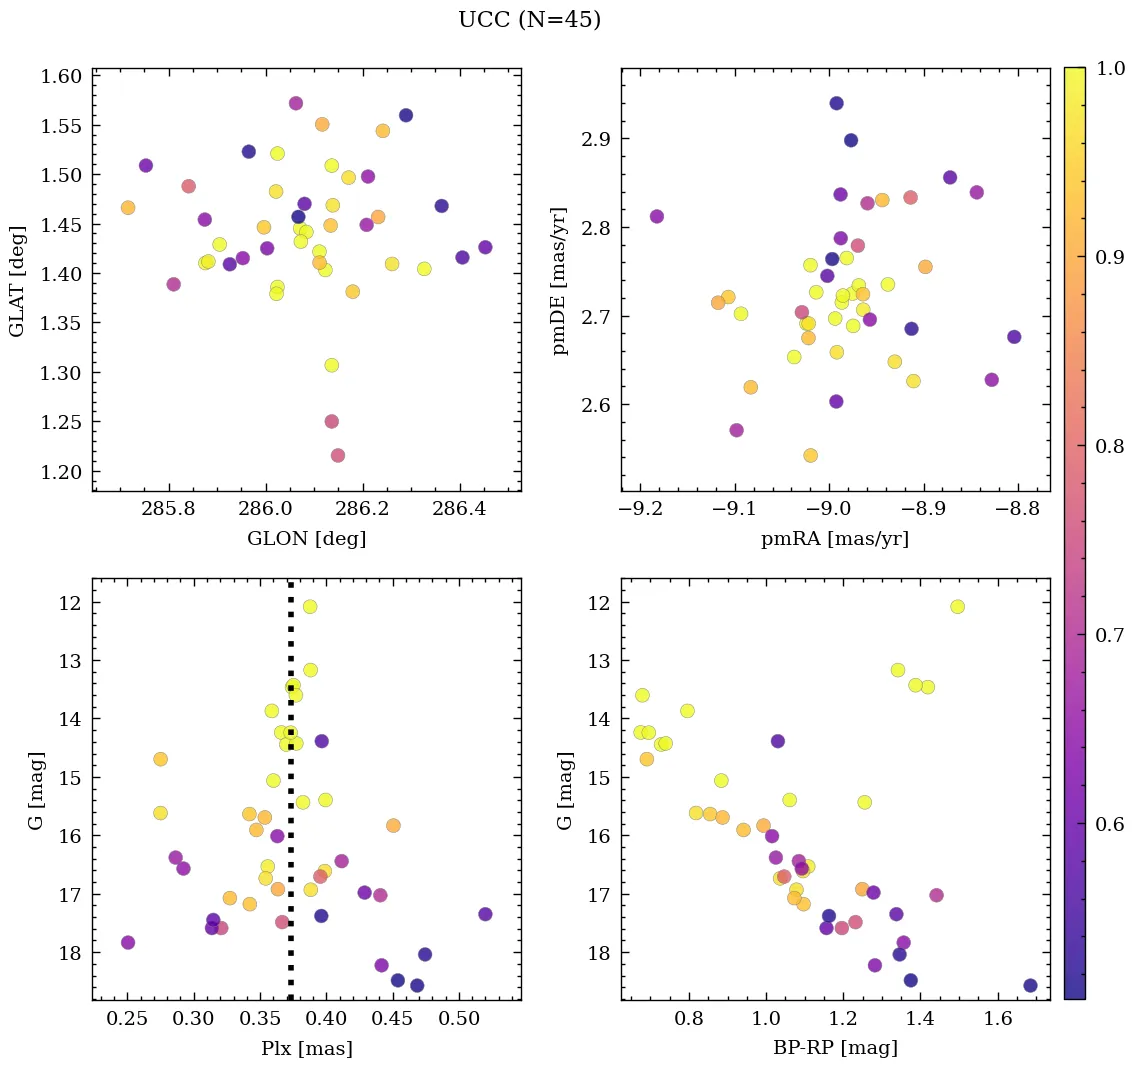 UCC (N=45)
1.60
1.55
1.50
1.45
1.40
1.35
1.30
1.25
1.20
GLAT [deg]
285.8 286.0 286.2 286.4
GLON [deg]
2.9
2.8
2.7
2.6
pmDE [mas/yr]
−9.2 −9.1 −9.0 −8.9 −8.8
pmRA [mas/yr]
1.0
0.9
0.8
0.7
0.6
12
13
14
15
16
17
18
G [mag]
0.25 0.30 0.35 0.40 0.45 0.50
Plx [mas]
12
13
14
15
16
17
18
G [mag]
0.8 1.0 1.2 1.4 1.6
BP-RP [mag]